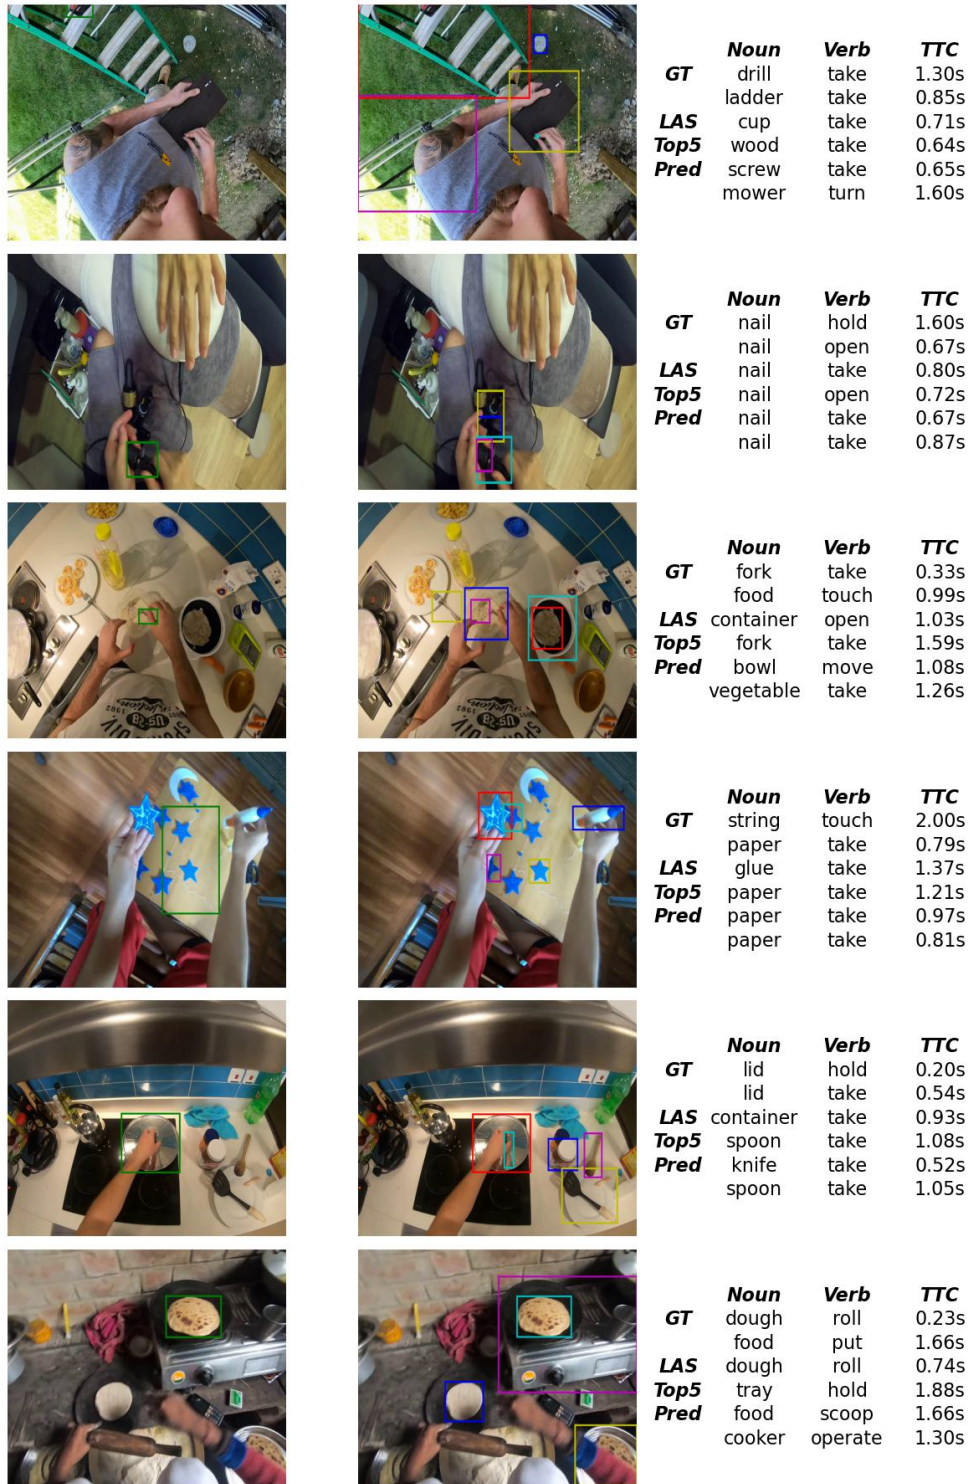 Noun Verb TTC
GT drill take 1.30s
ladder take 0.85s
LAS cup take 0.71s
Top5 wood take 0.64s
Pred screw take 0.65s
mower turn 1.60s
Noun Verb TTC
GT nail hold 1.60s
nail open 0.67s
LAS nail take 0.80s
Top5 nail open 0.72s
Pred nail take 0.67s
nail take 0.87s
Noun Verb TTC
GT fork take 0.33s
food touch 0.99s
LAS container open 1.03s
Top5 fork take 1.59s
Pred bowl move 1.08s
vegetable take 1.26s
Noun Verb TTC
GT string touch 2.00s
paper take 0.79s
LAS glue take 1.37s
Top5 paper take 1.21s
Pred paper take 0.97s
paper take 0.81s
Noun Verb TTC
GT lid hold 0.20s
lid take 0.54s
LAS container take 0.93s
Top5 spoon take 1.08s
Pred knife take 0.52s
spoon take 1.05s
Noun Verb TTC
GT dough roll 0.23s
food put 1.66s
LAS dough roll 0.74s
Top5 tray hold 1.88s
Pred food scoop 1.66s
cooker operate 1.30s